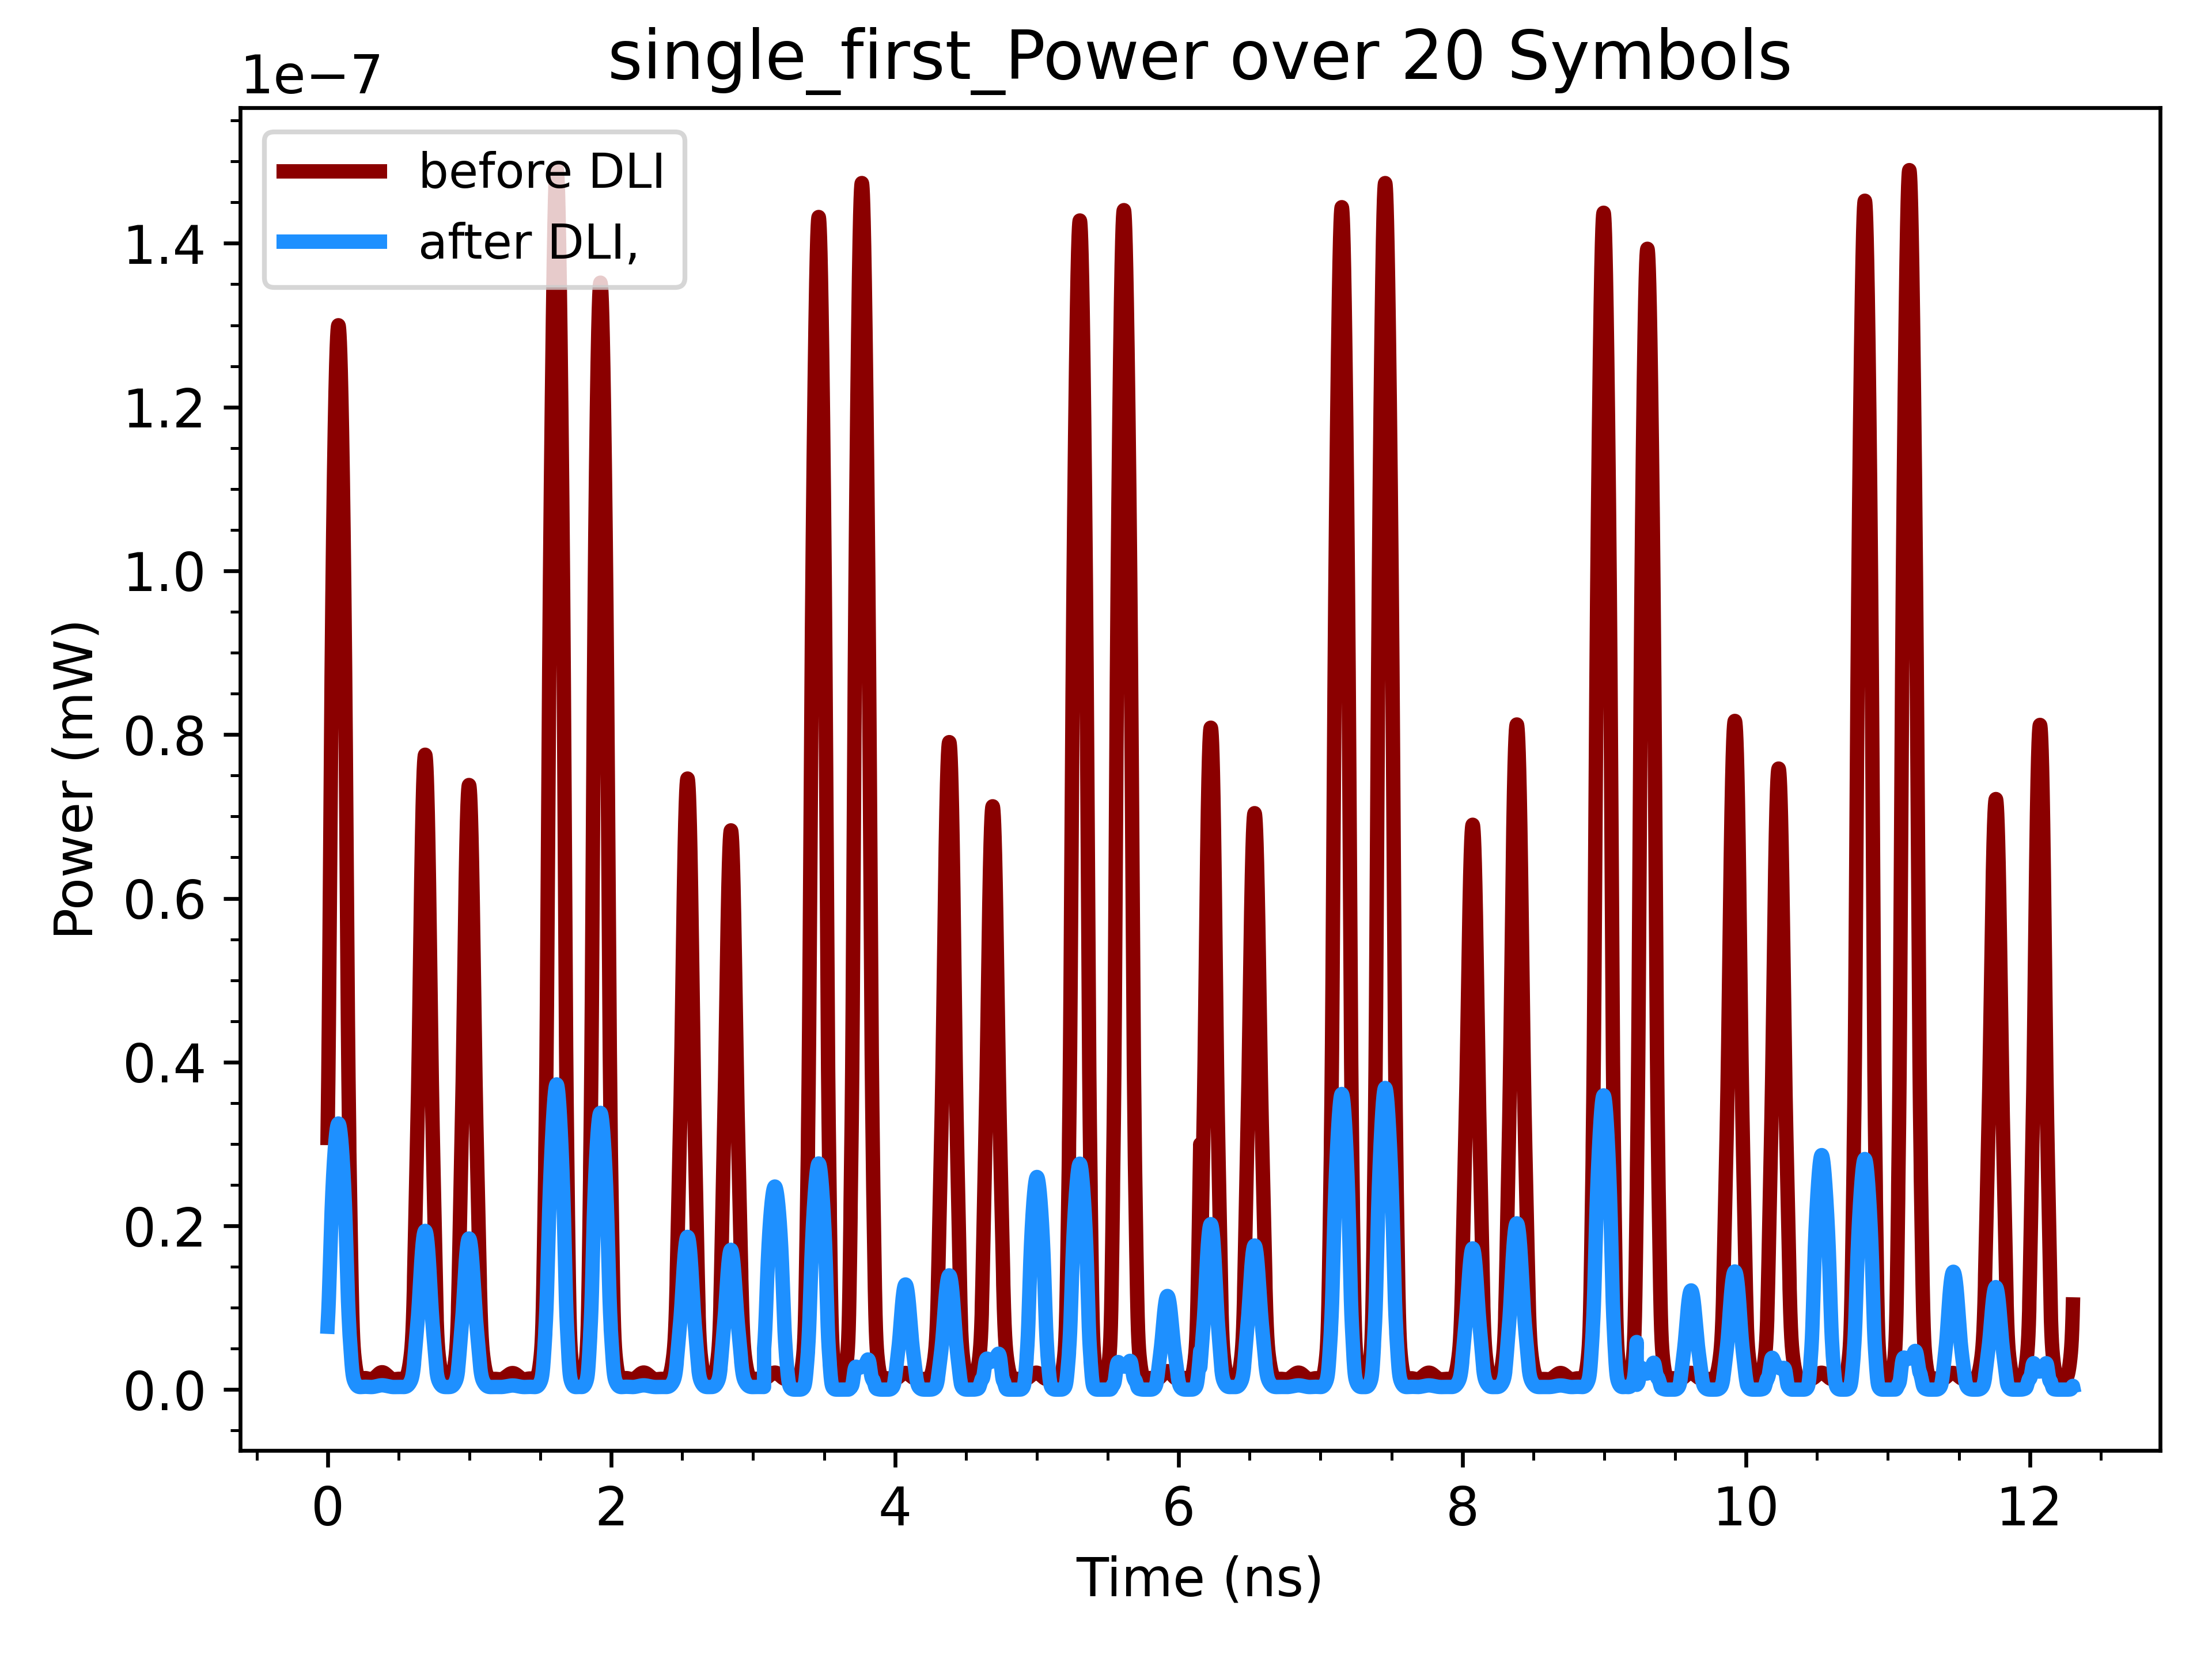 single_first_Power over 20 Symbols
1e−7
before DLI
after DLI,
1.4
1.2
1.0
0.8
0.6
0.4
0.2
0.0
Power (mW)
0 2 4 6 8 10 12
Time (ns)